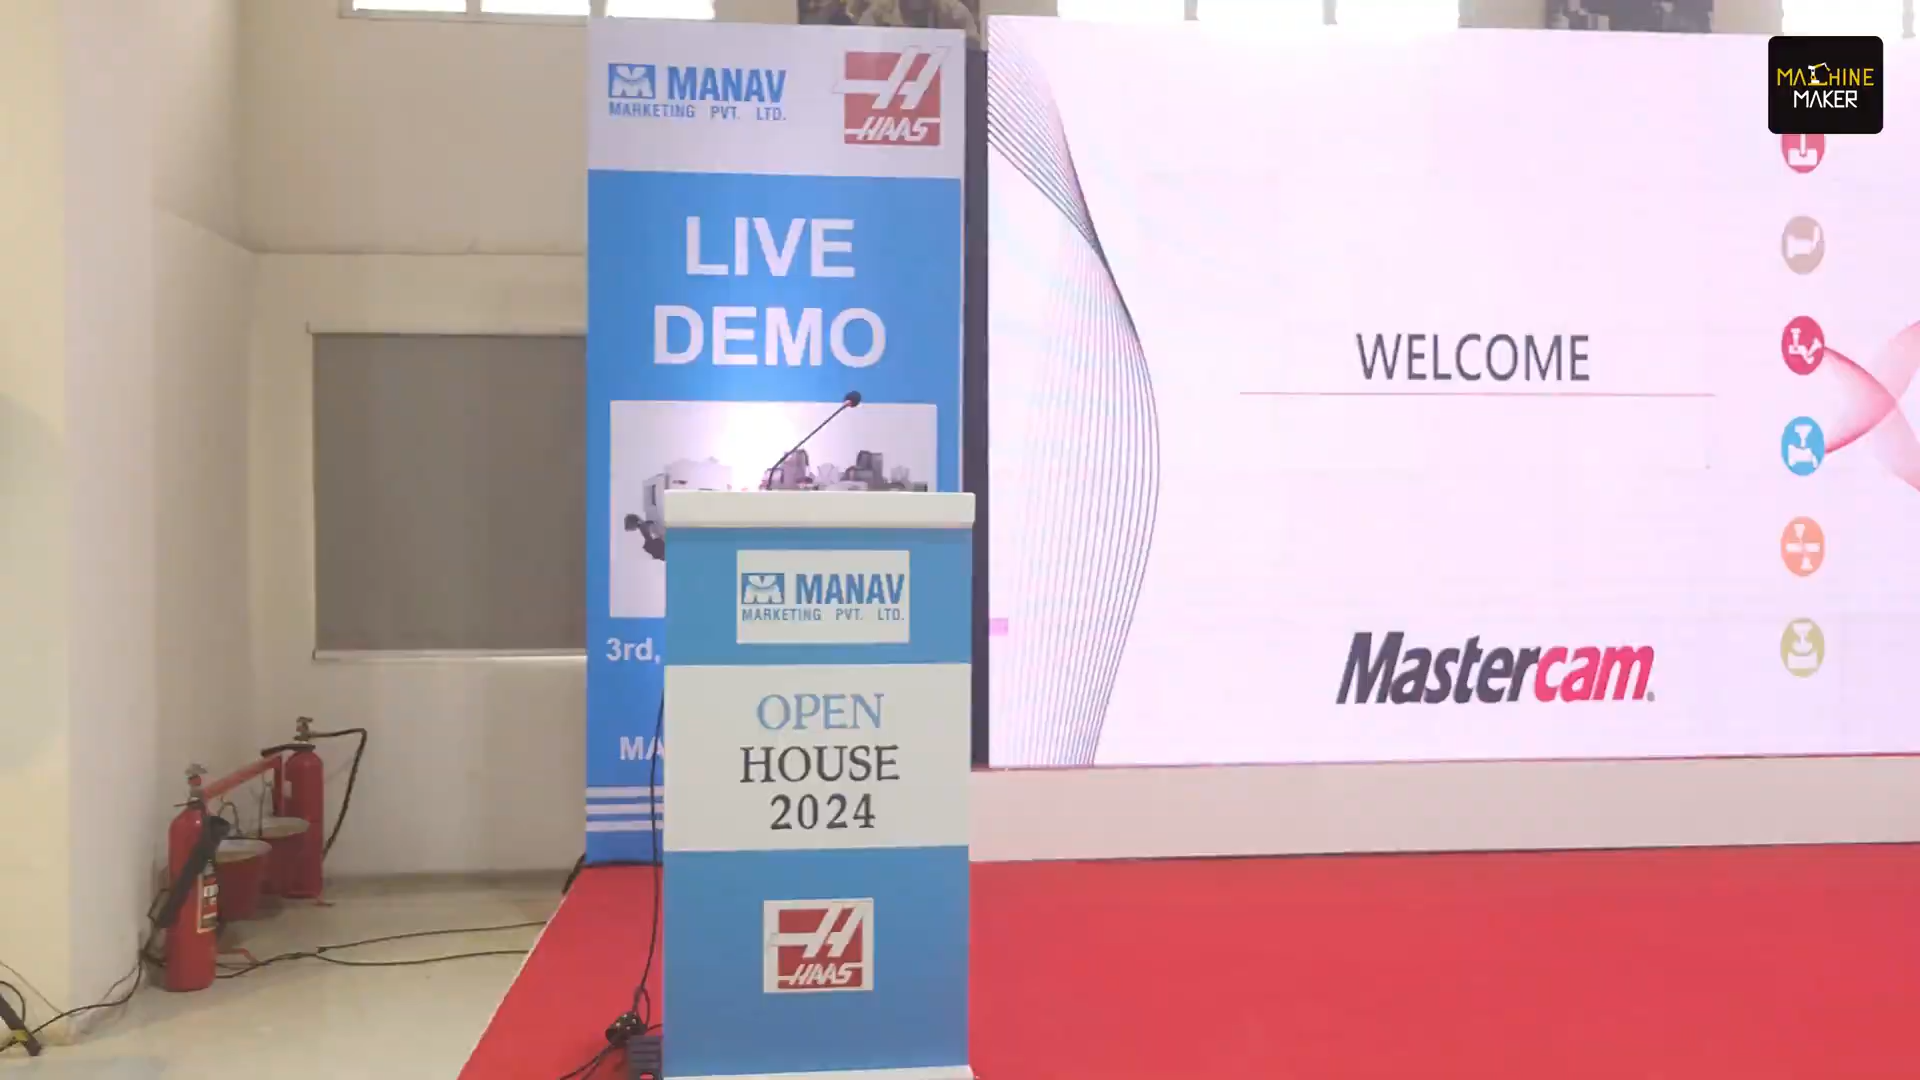 MANAV
MARKETING PVT. LTD.
HAAS
LIVE
DEMO
3rd,
MANAV
MARKETING PVT. LTD.
OPEN
HOUSE
2024
HAAS
WELCOME
Mastercam.
MACHINE
MAKER